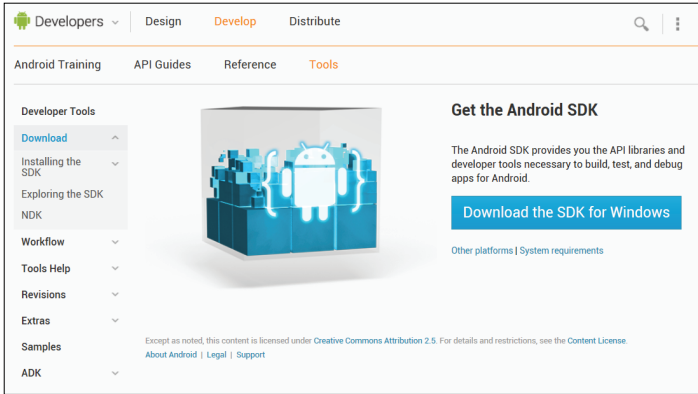 Developers Design Develop Distribute
Android Training API Guides Reference Tools
Developer Tools
Download
Installing the
SDK
Exploring the SDK
NDK
Workflow
Tools Help
Revisions
Extras
Samples
ADK
Get the Android SDK
The Android SDK provides you the API libraries and
developer tools necessary to build, test, and debug
apps for Android.
Download the SDK for Windows
Other platforms | System requirements
Except as noted, this content is licensed under Creative Commons Attribution 2.5. For details and restrictions, see the Content License.
About Android | Legal | Support